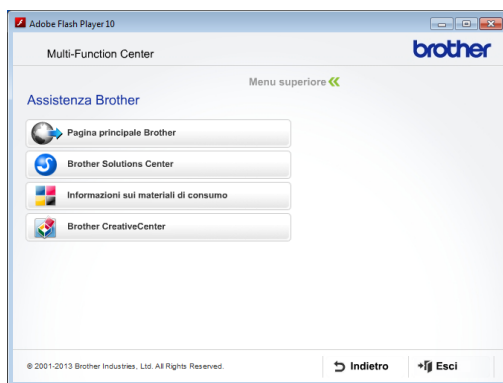 Adobe Flash Player 10
Multi-Function Center
brother
Menu superiore
Assistenza Brother
Pagina principale Brother
Brother Solutions Center
Informazioni sui materiali di consumo
Brother CreativeCenter
© 2001-2013 Brother Industries, Ltd. All Rights Reserved.
Indietro
Esci